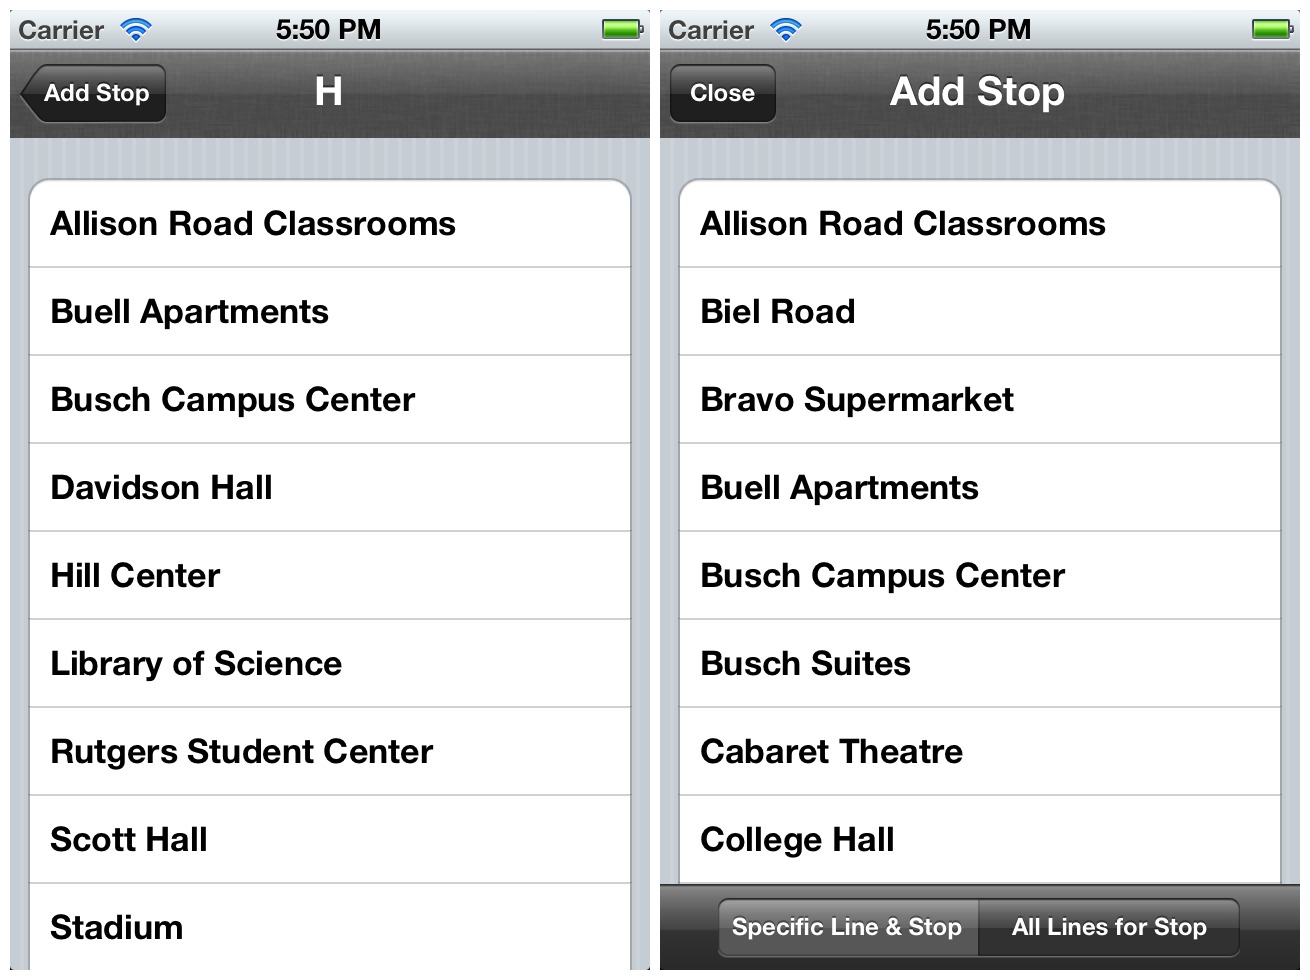 Carrier 5:50 PM
Add Stop H
Allison Road Classrooms
Buell Apartments
Busch Campus Center
Davidson Hall
Hill Center
Library of Science
Rutgers Student Center
Scott Hall
Stadium
Carrier 5:50 PM
Close Add Stop
Allison Road Classrooms
Biel Road
Bravo Supermarket
Buell Apartments
Busch Campus Center
Busch Suites
Cabaret Theatre
College Hall
Specific Line & Stop All Lines for Stop